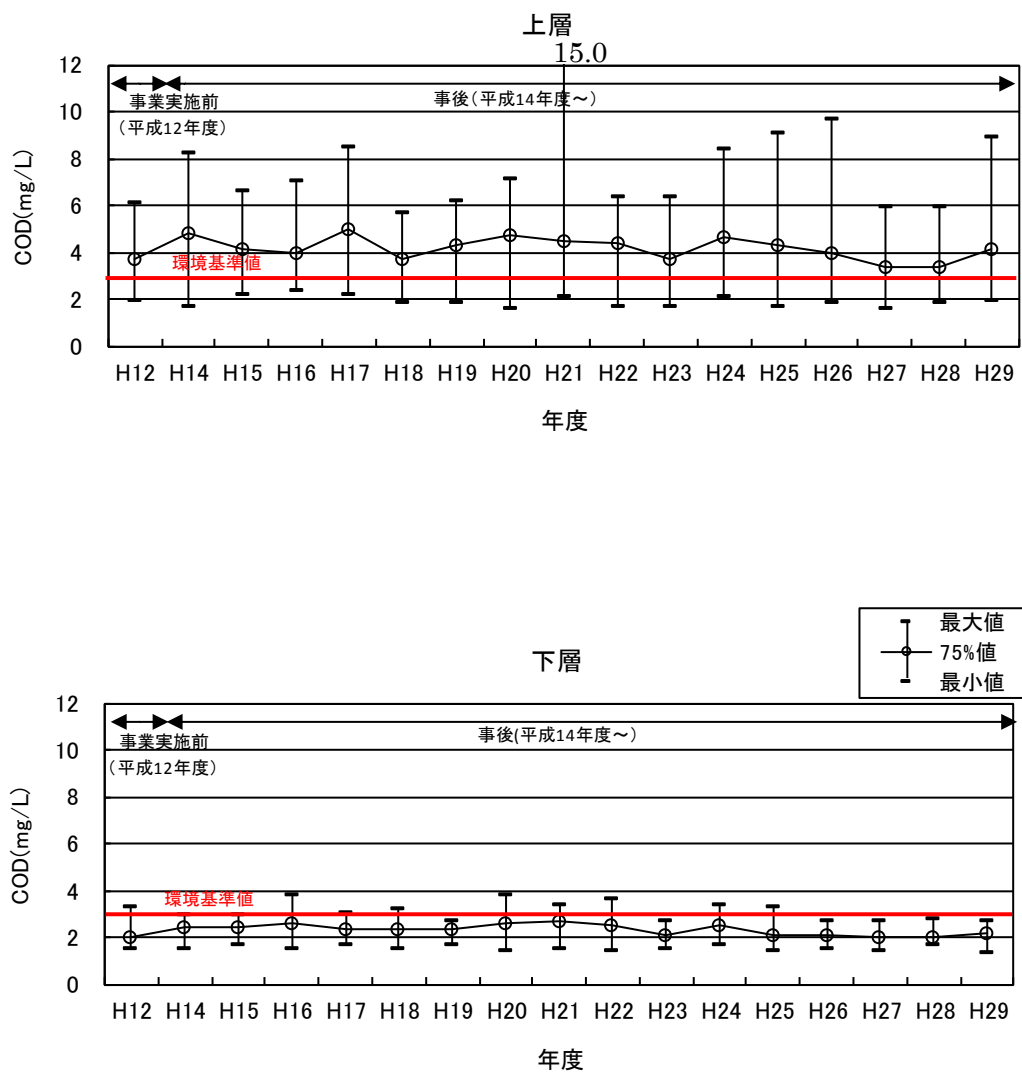 上層
15.0
12
10
8
6
4
2
0
COD(mg/L)
事業実施前
（平成12年度）
事後（平成14年度～）
環境基準値
H12 H14 H15 H16 H17 H18 H19 H20 H21 H22 H23 H24 H25 H26 H27 H28 H29
年度
最大値
75%値
最小値
下層
12
10
8
6
4
2
0
COD(mg/L)
事業実施前
（平成12年度）
事後(平成14年度～）
環境基準値
H12 H14 H15 H16 H17 H18 H19 H20 H21 H22 H23 H24 H25 H26 H27 H28 H29
年度